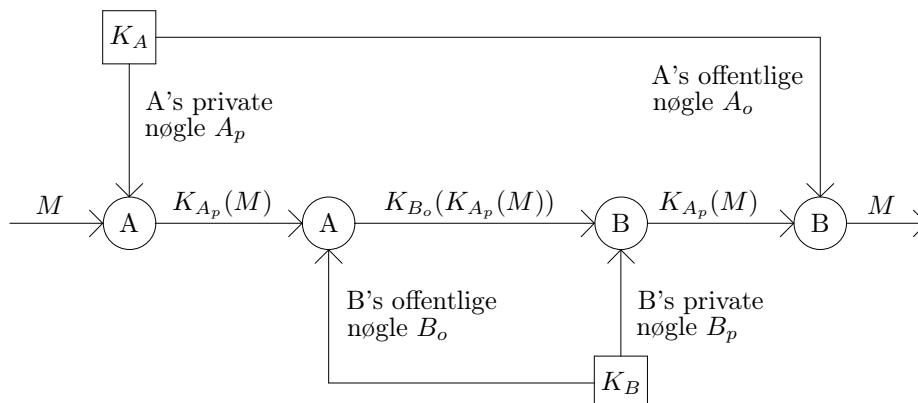 K_A
A's private
nøgle A_p
A's offentlige
nøgle A_o
M
A
K_{A_p}(M)
A
K_{B_o}(K_{A_p}(M))
B
K_{A_p}(M)
B
M
B's offentlige
nøgle B_o
B's private
nøgle B_p
K_B